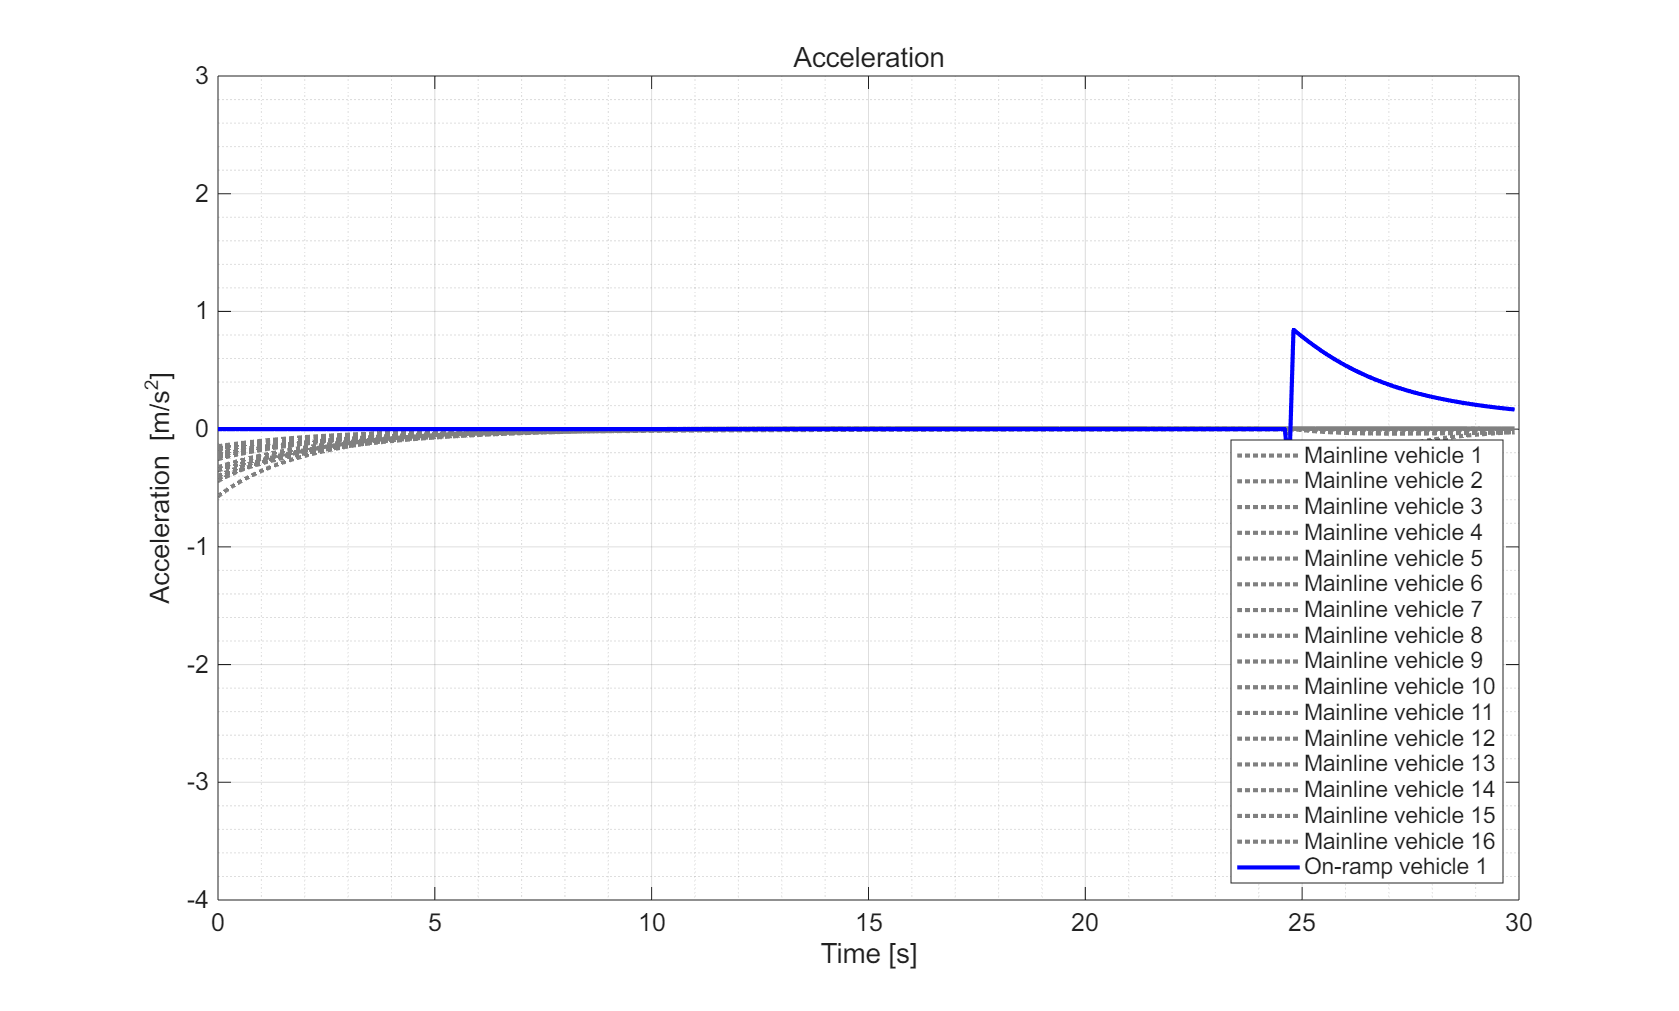 Acceleration
3
2
1
0
-1
-2
-3
-4
Acceleration [m/s²]
Mainline vehicle 1
Mainline vehicle 2
Mainline vehicle 3
Mainline vehicle 4
Mainline vehicle 5
Mainline vehicle 6
Mainline vehicle 7
Mainline vehicle 8
Mainline vehicle 9
Mainline vehicle 10
Mainline vehicle 11
Mainline vehicle 12
Mainline vehicle 13
Mainline vehicle 14
Mainline vehicle 15
Mainline vehicle 16
On-ramp vehicle 1
0 5 10 15 20 25 30
Time [s]